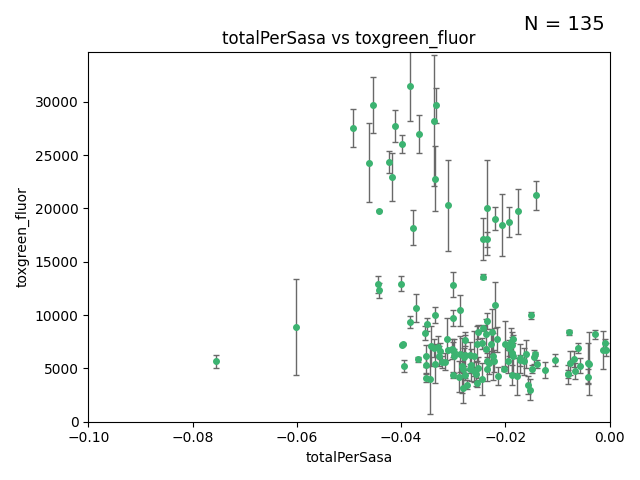 N = 135
totalPerSasa vs toxgreen_fluor
30000
25000
20000
15000
10000
5000
0
toxgreen_fluor
−0.10 −0.08 −0.06 −0.04 −0.02 0.00
totalPerSasa